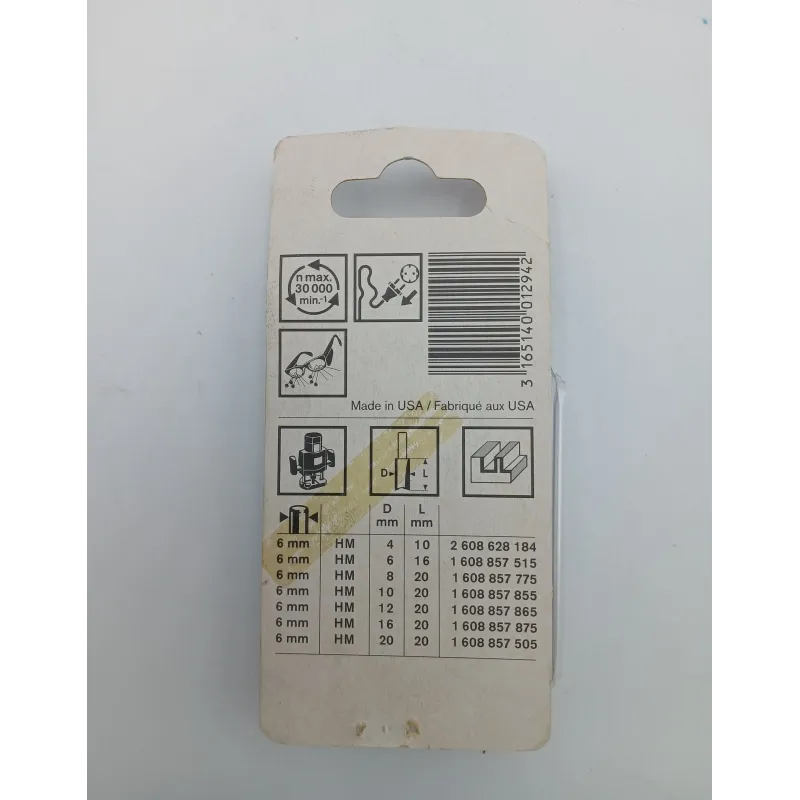 n max.
30 000
min.-1
3 165140 012942
Made in USA / Fabriqué aux USA
D L
D L
mm mm
6 mm HM 4 10 2 608 628 184
6 mm HM 6 16 1 608 857 515
6 mm HM 8 20 1 608 857 775
6 mm HM 10 20 1 608 857 855
6 mm HM 12 20 1 608 857 865
6 mm HM 16 20 1 608 857 875
6 mm HM 20 20 1 608 857 505